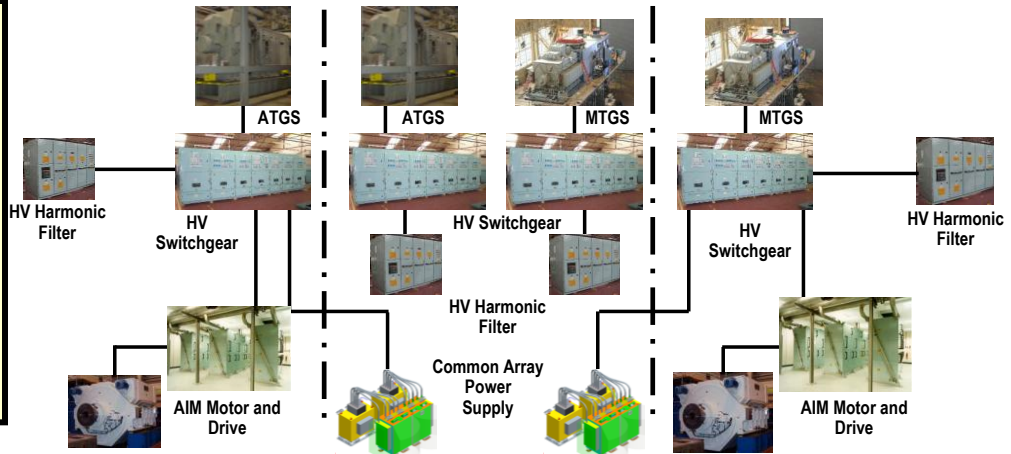 ATGS
ATGS
MTGS
MTGS
HV Harmonic
Filter
HV
Switchgear
HV Switchgear
HV
Switchgear
HV Harmonic
Filter
HV Harmonic
Filter
Common Array
Power
Supply
AIM Motor and
Drive
AIM Motor and
Drive